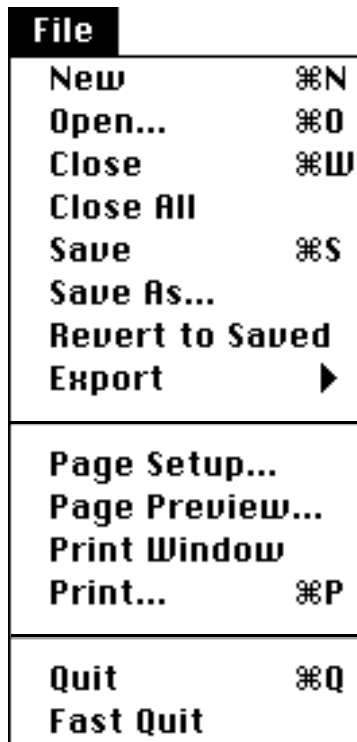 File
New ⌘N
Open... ⌘O
Close ⌘W
Close All
Save ⌘S
Save As...
Revert to Saved
Export ▶
Page Setup...
Page Preview...
Print Window
Print... ⌘P
Quit ⌘Q
Fast Quit